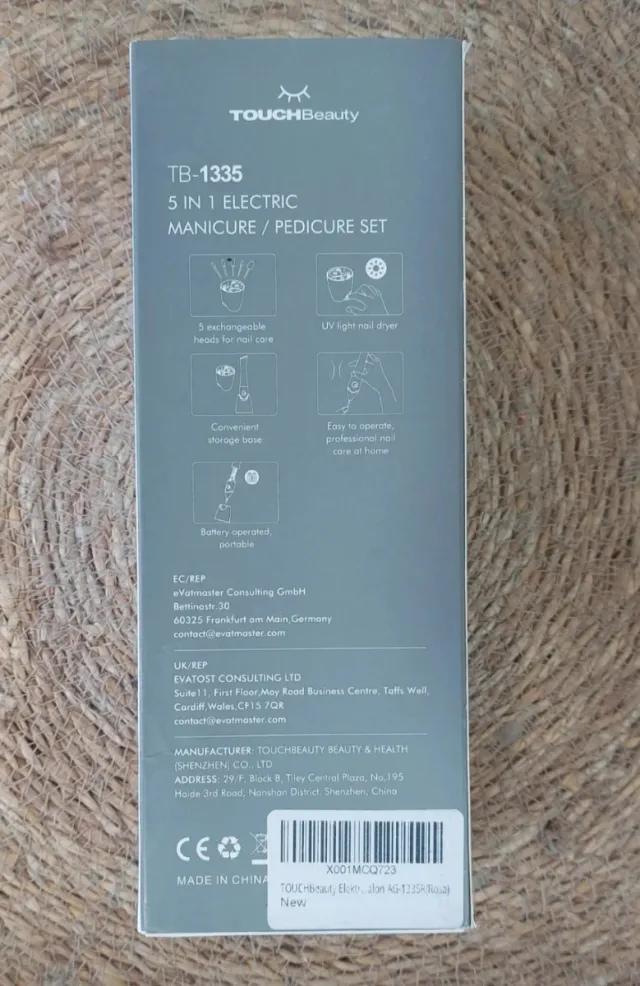 TOUCHBeauty
TB-1335
5 IN 1 ELECTRIC
MANICURE / PEDICURE SET
5 exchangeable
heads for nail care
UV light nail dryer
Convenient
storage base
Easy to operate,
professional nail
care at home
Battery operated,
portable
EC/REP
eVatmaster Consulting GmbH
Bettinastr.30
60325 Frankfurt am Main,Germany
contact@evatmaster.com
UK/REP
EVATOST CONSULTING LTD
Suite11, First Floor,Moy Road Business Centre, Taffs Well,
Cardiff,Wales,CF15 7QR
contact@evatmaster.com
MANUFACTURER: TOUCHBEAUTY BEAUTY & HEALTH
(SHENZHEN) CO., LTD
ADDRESS: 29/F, Block B, Tiley Central Plaza, No.195
Haide 3rd Road, Nanshan District, Shenzhen, China
CE
MADE IN CHINA
X001MCQ723
TOUCHBeauty
New